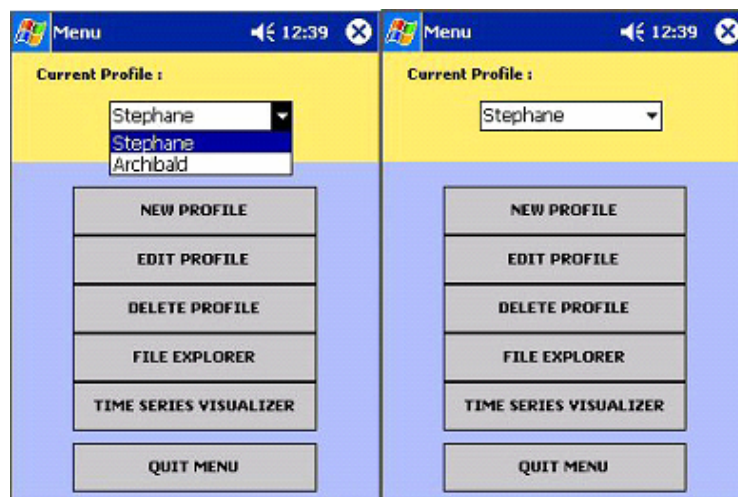 Menu 12:39
Current Profile :
Stephane
Stephane
Archibald
NEW PROFILE
EDIT PROFILE
DELETE PROFILE
FILE EXPLORER
TIME SERIES VISUALIZER
QUIT MENU
Menu 12:39
Current Profile :
Stephane
NEW PROFILE
EDIT PROFILE
DELETE PROFILE
FILE EXPLORER
TIME SERIES VISUALIZER
QUIT MENU